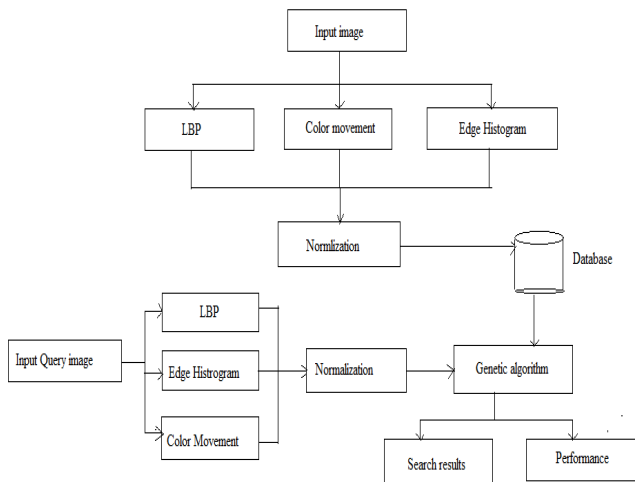 Input image
LBP
Color movement
Edge Histogram
Normlization
Database
LBP
Input Query image
Edge Histrogram
Normalization
Genetic algorithm
Color Movement
Search results
Performance